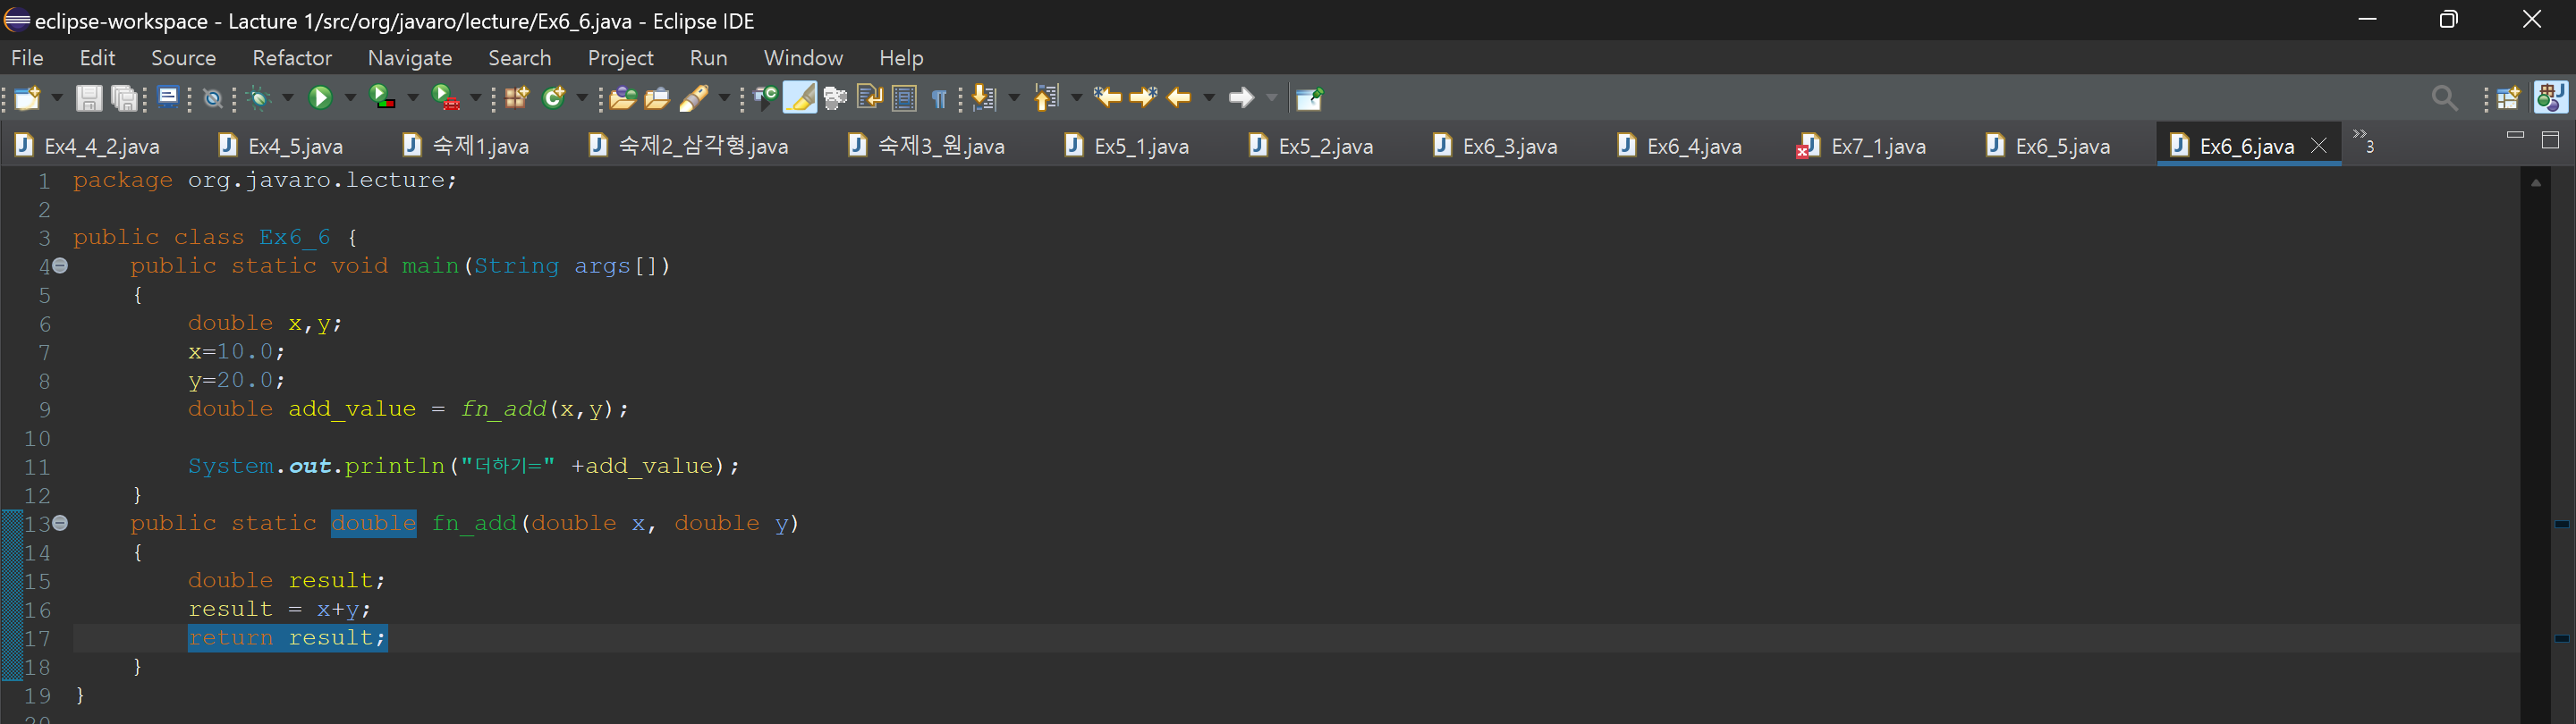 eclipse-workspace - Lacture 1/src/org/javaro/lecture/Ex6_6.java - Eclipse IDE
File Edit Source Refactor Navigate Search Project Run Window Help
Ex4_4_2.java Ex4_5.java 숙제1.java 숙제2_삼각형.java 숙제3_원.java Ex5_1.java Ex5_2.java Ex6_3.java Ex6_4.java Ex7_1.java Ex6_5.java Ex6_6.java »3
1 package org.javaro.lecture;
2
3 public class Ex6_6 {
4 public static void main(String args[])
5 {
6 double x,y;
7 x=10.0;
8 y=20.0;
9 double add_value = fn_add(x,y);
10
11 System.out.println("더하기=" +add_value);
12 }
13 public static double fn_add(double x, double y)
14 {
15 double result;
16 result = x+y;
17 return result;
18 }
19 }
20